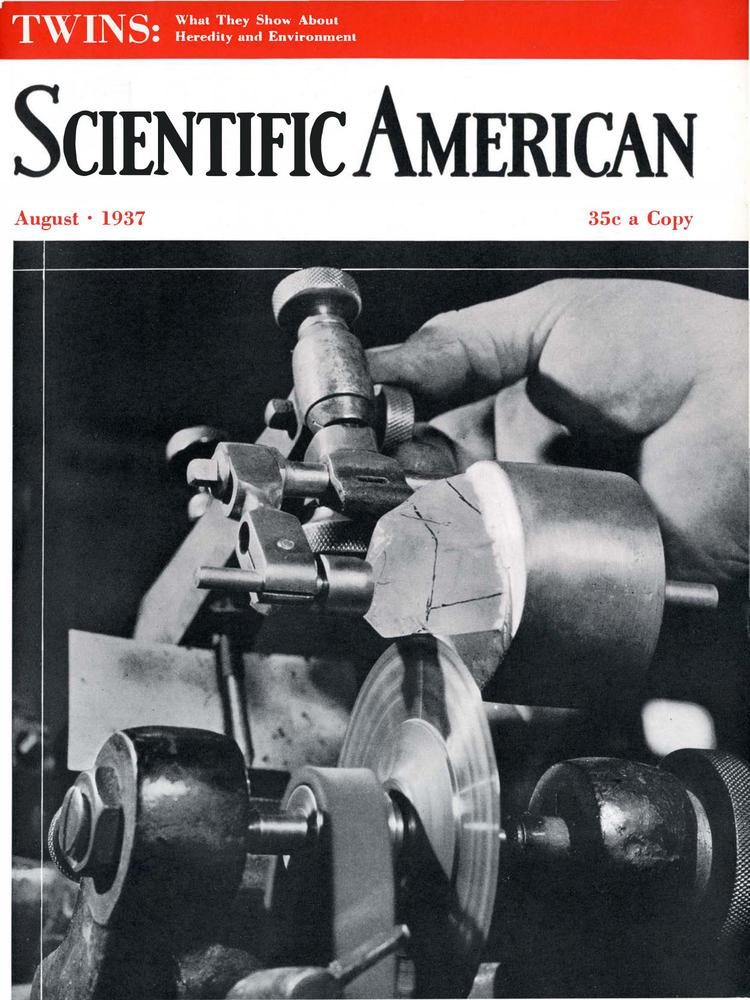 TWINS: What They Show About
Heredity and Environment
SCIENTIFIC AMERICAN
August · 1937 35c a Copy